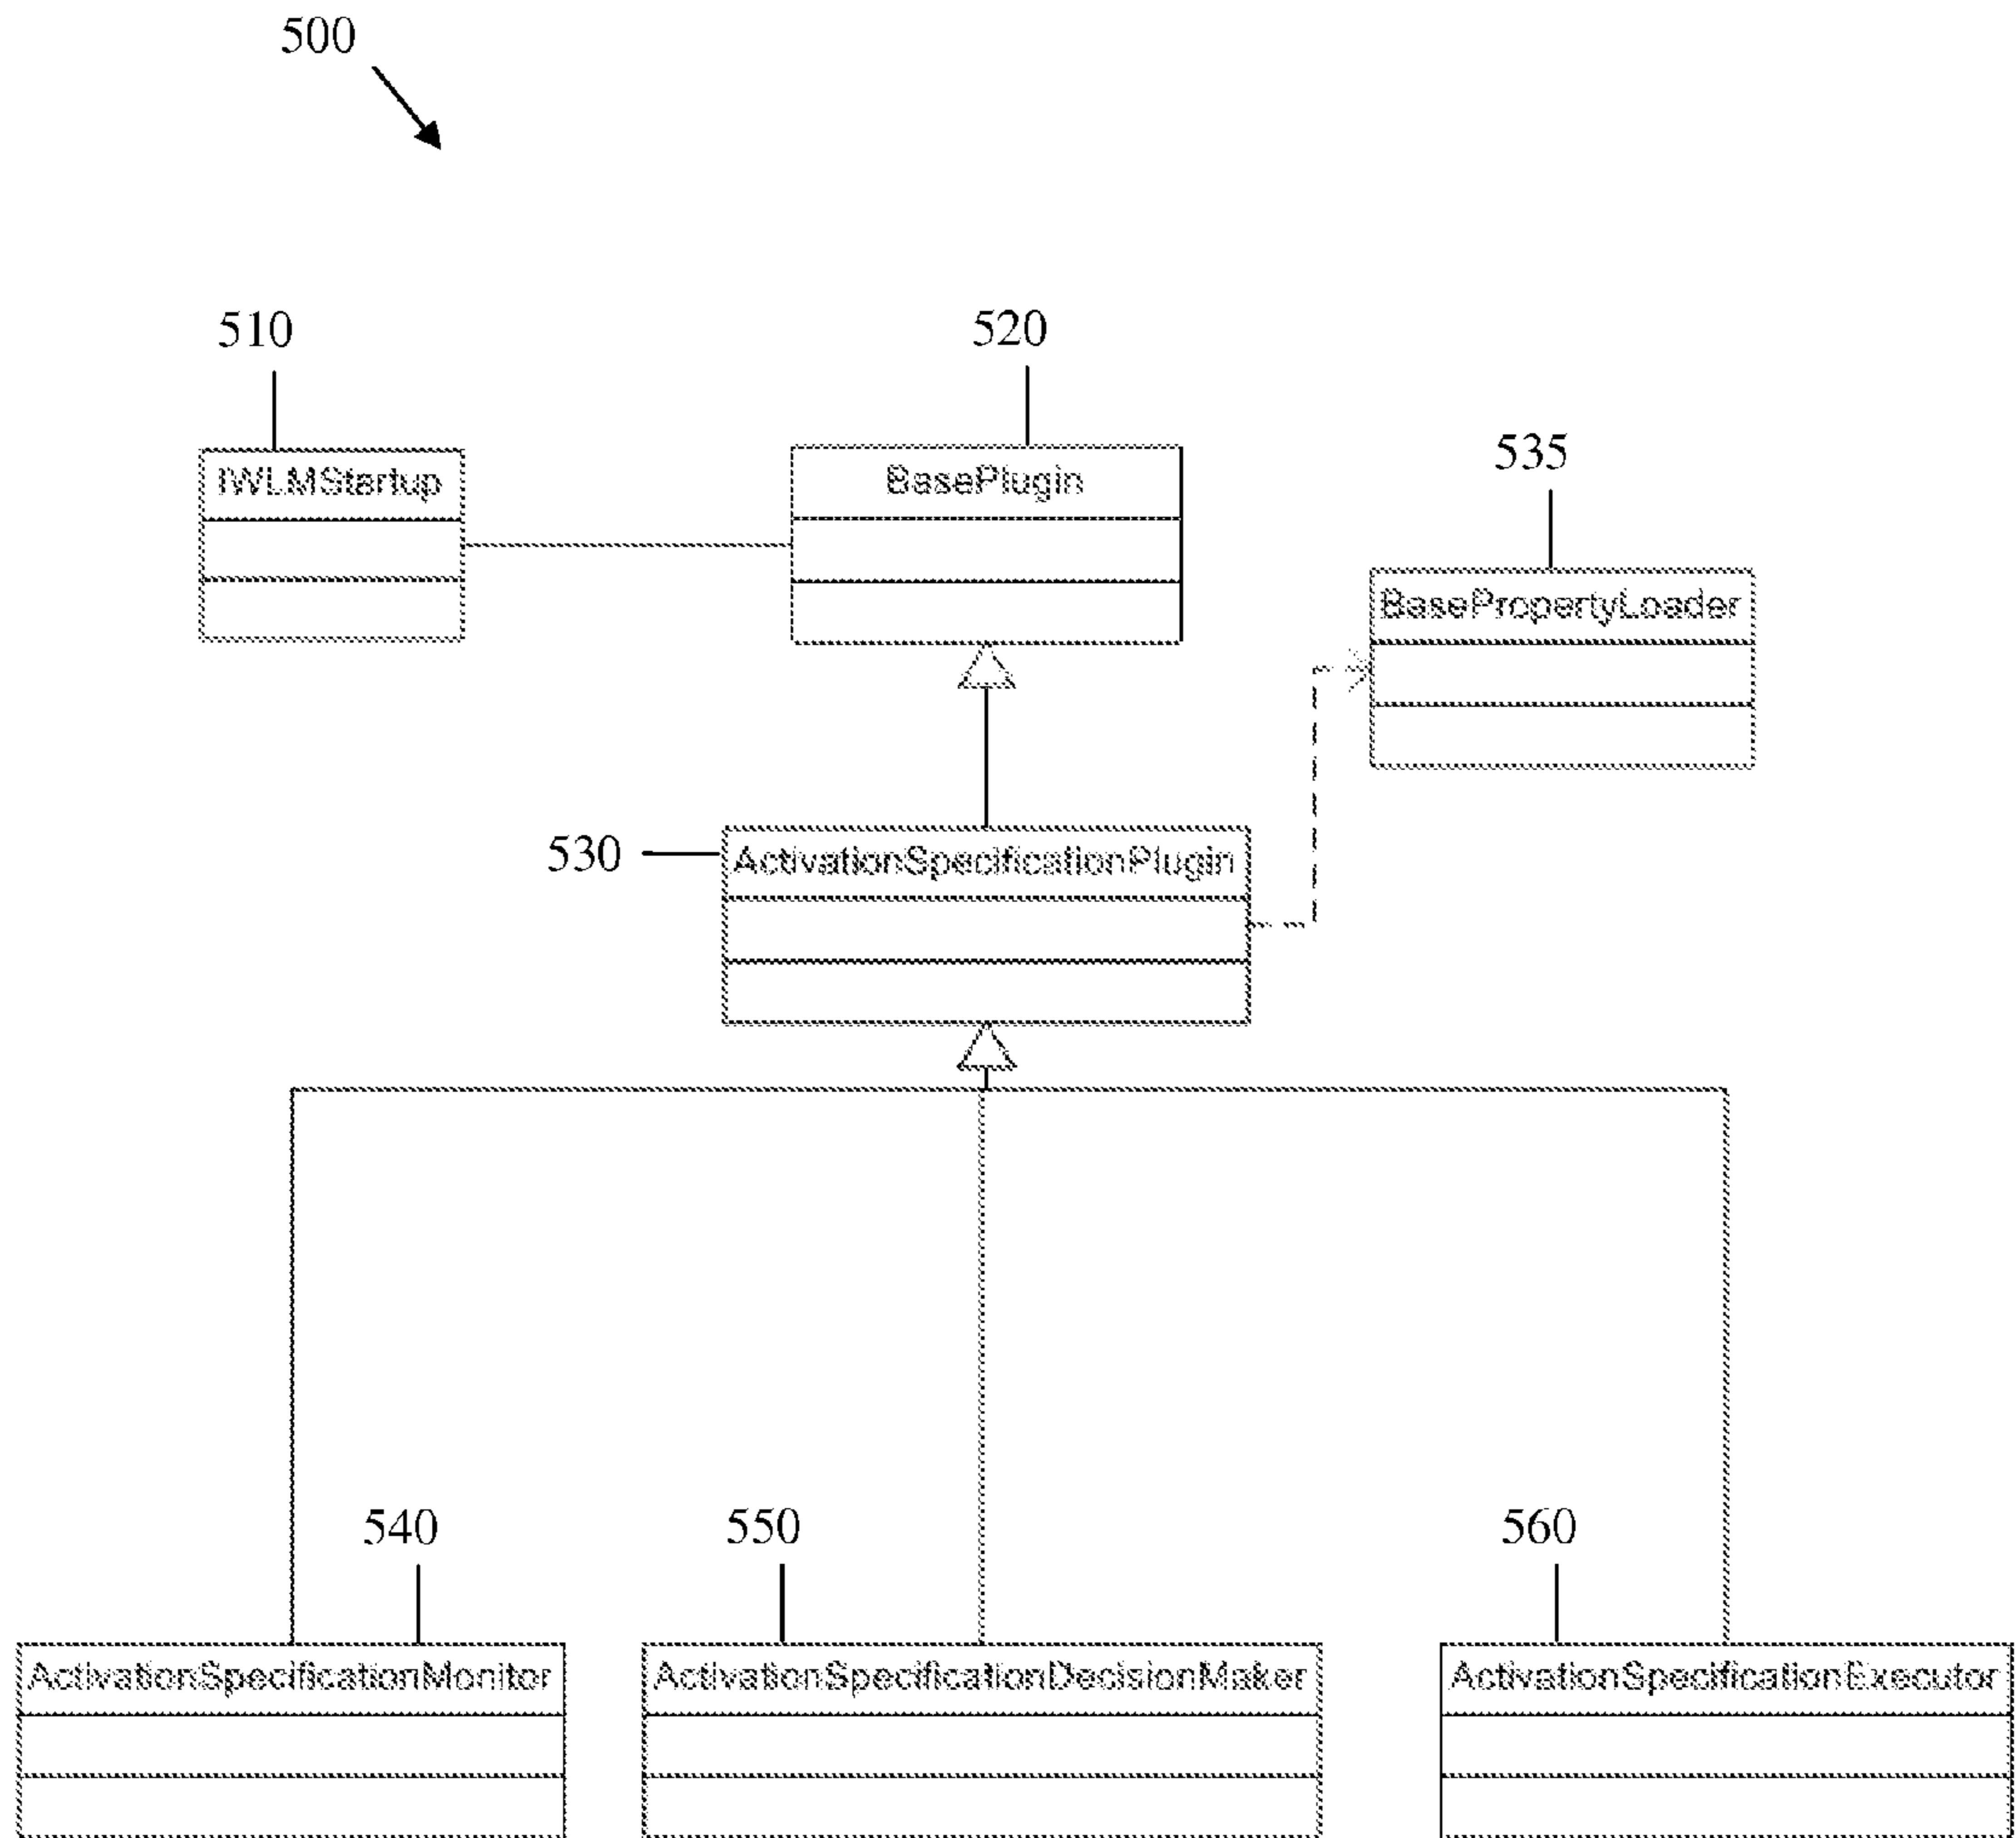 500
510
520
535
IWLMStartup
BasePlugin
BasePropertyLoader
530
ActivationSpecificationPlugin
540
550
560
ActivationSpecificationMonitor
ActivationSpecificationDecisionMaker
ActivationSpecificationExecutor